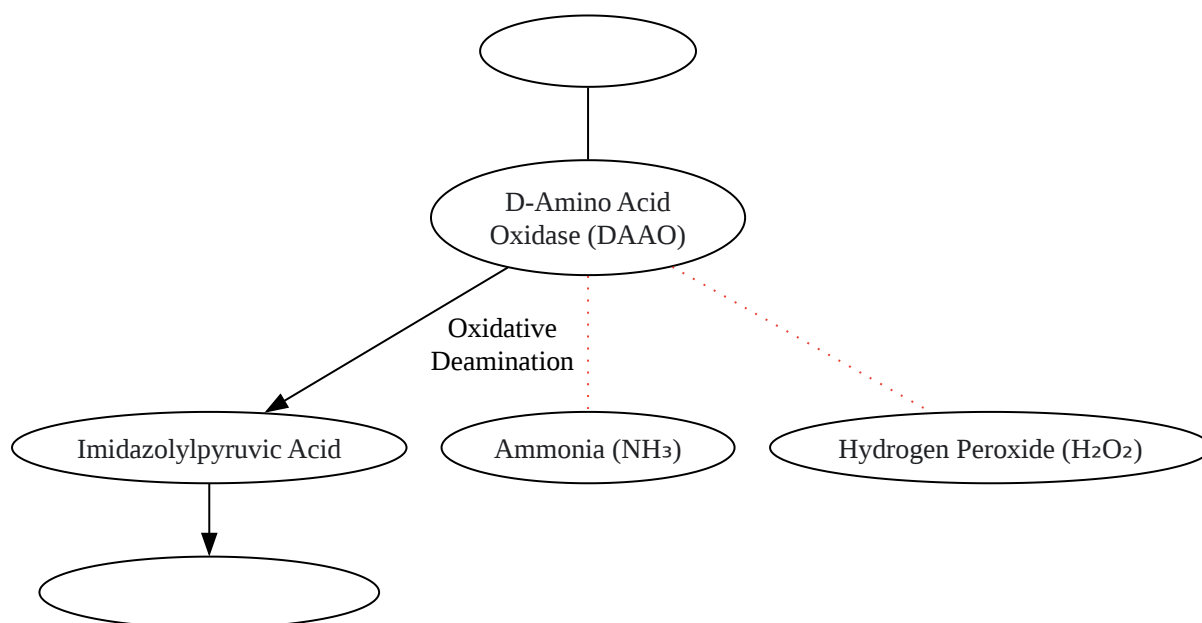 D-Amino Acid
Oxidase (DAAO)
Oxidative
Deamination
Imidazolylpyruvic Acid
Ammonia (NH₃)
Hydrogen Peroxide (H₂O₂)